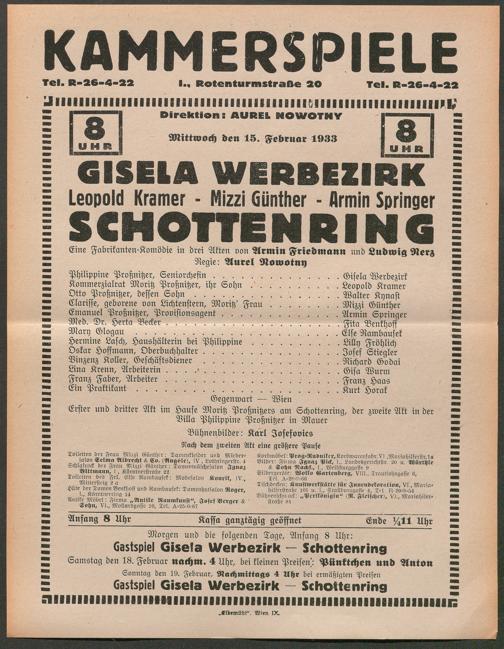 KAMMERSPIELE
Tel. R-26-4-22 I., Rotenturmstraße 20 Tel. R-26-4-22
Direktion: AUREL NOWOTNY
8 UHR
Mittwoch den 15. Februar 1933
8 UHR
GISELA WERBEZIRK
Leopold Kramer - Mizzi Günther - Armin Springer
SCHOTTENRING
Eine Fabrikanten-Komödie in drei Akten von Armin Friedmann und Ludwig Nerz
Regie: Aurel Nowotny
Philippine Proßnitzer, Seniorchefin Gisela Werbezirk
Kommerzialrat Moritz Proßnitzer, ihr Sohn Leopold Kramer
Otto Proßnitzer, dessen Sohn Walter Kynast
Clarisse, geborene von Lichtenstern, Moritz' Frau Mizzi Günther
Emanuel Proßnitzer, Provisionsagent Armin Springer
Med. Dr. Herta Becker Fita Benkhoff
Mary Glogau Else Rambausek
Hermine Lasch, Haushälterin bei Philippine Lilly Fröhlich
Oskar Hoffmann, Oberbuchhalter Josef Stiegler
Vinzenz Koller, Geschäftsdiener Richard Godai
Lina Krenn, Arbeiterin Gisa Wurm
Franz Faber, Arbeiter Franz Haas
Ein Praktikant Kurt Horak
Gegenwart — Wien
Erster und dritter Akt im Hause Moritz Proßnitzers am Schottenring, der zweite Akt in der
Villa Philippine Proßnitzer in Mauer
Bühnenbilder: Karl Josefovics
Nach dem zweiten Akt eine größere Pause
Anfang 8 Uhr Kassa ganztägig geöffnet Ende ¼11 Uhr
Morgen und die folgenden Tage, Anfang 8 Uhr:
Gastspiel Gisela Werbezirk — Schottenring
Samstag den 18. Februar nachm. 4 Uhr, bei kleinen Preisen: Pünktchen und Anton
Sonntag den 19. Februar, Nachmittags 4 Uhr bei ermäßigten Preisen
Gastspiel Gisela Werbezirk — Schottenring
„Elbemühl", Wien IX.